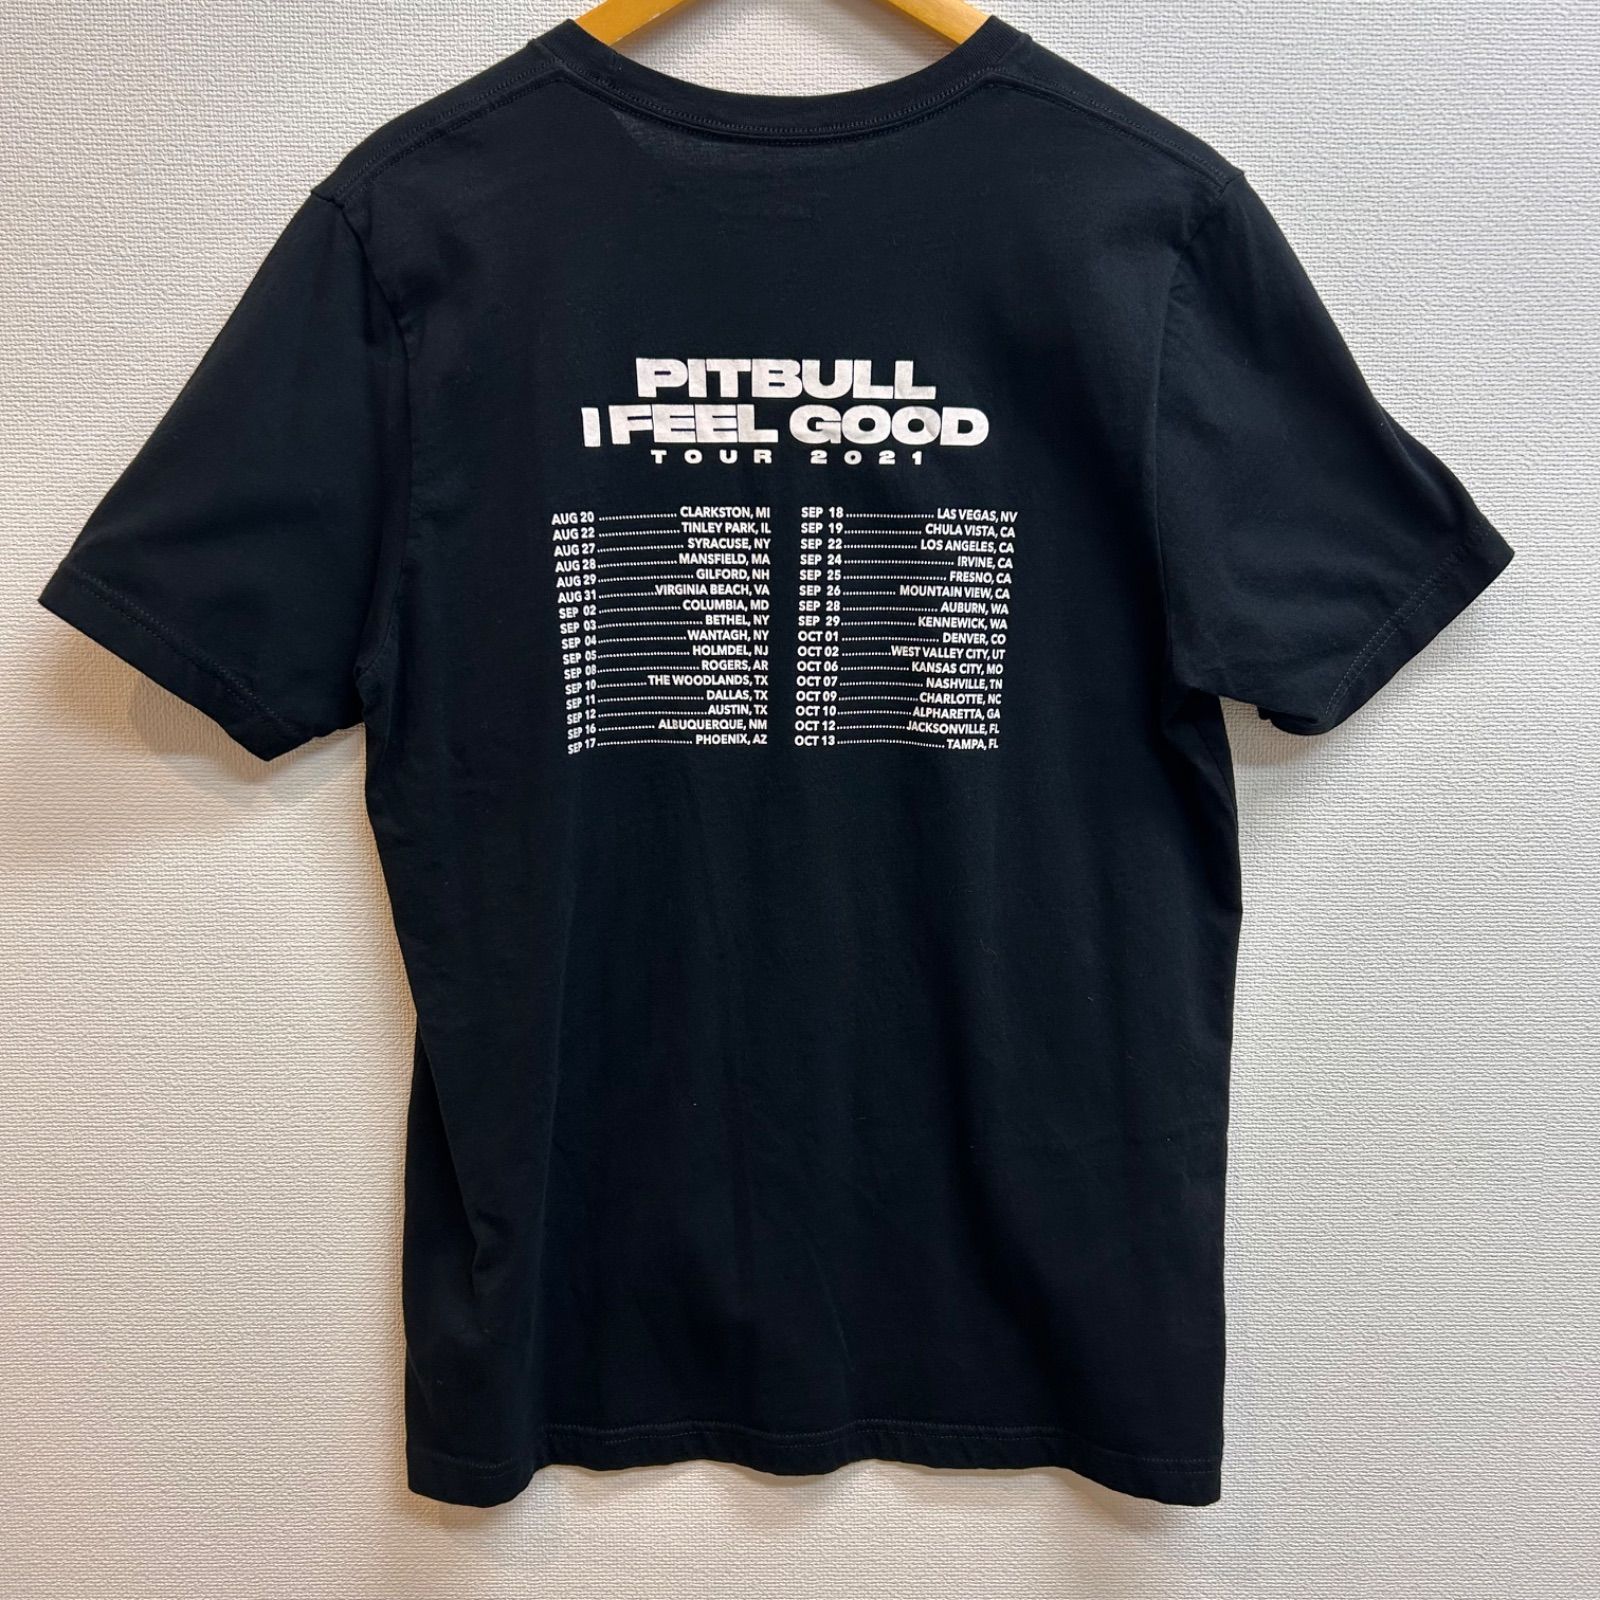 PITBULL
I FEEL GOOD
TOUR 2021
AUG 20 CLARKSTON, MI
AUG 22 TINLEY PARK, IL
AUG 27 SYRACUSE, NY
AUG 28 MANSFIELD, MA
AUG 29 GILFORD, NH
AUG 31 VIRGINIA BEACH, VA
SEP 02 COLUMBIA, MD
SEP 03 BETHEL, NY
SEP 04 WANTAGH, NY
SEP 05 HOLMDEL, NJ
SEP 08 ROGERS, AR
SEP 10 THE WOODLANDS, TX
SEP 11 DALLAS, TX
SEP 12 AUSTIN, TX
SEP 16 ALBUQUERQUE, NM
SEP 17 PHOENIX, AZ
SEP 18 LAS VEGAS, NV
SEP 19 CHULA VISTA, CA
SEP 22 LOS ANGELES, CA
SEP 24 IRVINE, CA
SEP 25 FRESNO, CA
SEP 26 MOUNTAIN VIEW, CA
SEP 28 AUBURN, WA
SEP 29 KENNEWICK, WA
OCT 01 DENVER, CO
OCT 02 WEST VALLEY CITY, UT
OCT 06 KANSAS CITY, MO
OCT 07 NASHVILLE, TN
OCT 09 CHARLOTTE, NC
OCT 10 ALPHARETTA, GA
OCT 12 JACKSONVILLE, FL
OCT 13 TAMPA, FL